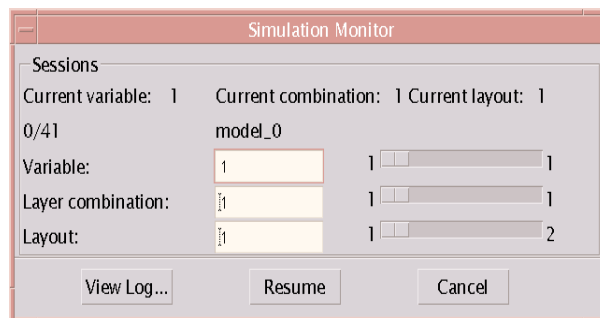 Simulation Monitor
Sessions
Current variable: 1 Current combination: 1 Current layout: 1
0/41 model_0
Variable: 1 1 1
Layer combination: 1 1 1
Layout: 1 1 2
View Log... Resume Cancel